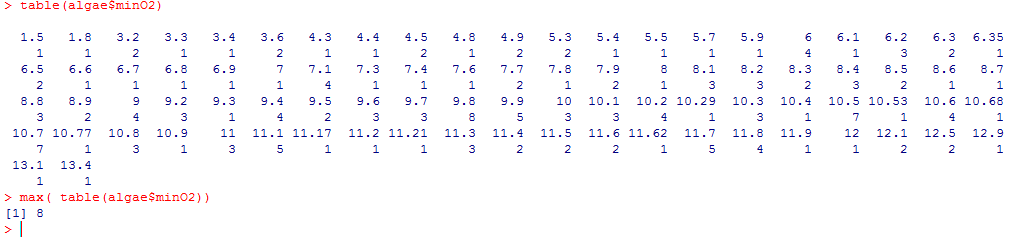 > table(algae$minO2)
1.5 1.8 3.2 3.3 3.4 3.6 4.3 4.4 4.5 4.8 4.9 5.3 5.4 5.5 5.7 5.9 6 6.1 6.2 6.3 6.35
1 1 2 1 1 2 1 1 2 1 2 2 1 1 1 1 4 1 3 2 1
6.5 6.6 6.7 6.8 6.9 7 7.1 7.3 7.4 7.6 7.7 7.8 7.9 8 8.1 8.2 8.3 8.4 8.5 8.6 8.7
2 1 1 1 1 1 4 1 1 1 2 1 2 1 3 3 2 3 2 1 1
8.8 8.9 9 9.2 9.3 9.4 9.5 9.6 9.7 9.8 9.9 10 10.1 10.2 10.29 10.3 10.4 10.5 10.53 10.6 10.68
3 2 4 3 1 4 2 3 3 8 5 3 3 4 1 3 1 7 1 4 1
10.7 10.77 10.8 10.9 11 11.1 11.17 11.2 11.21 11.3 11.4 11.5 11.6 11.62 11.7 11.8 11.9 12 12.1 12.5 12.9
7 1 3 1 3 5 1 1 1 3 2 2 2 1 5 4 1 1 2 2 1
13.1 13.4
1 1
> max( table(algae$minO2))
[1] 8
>